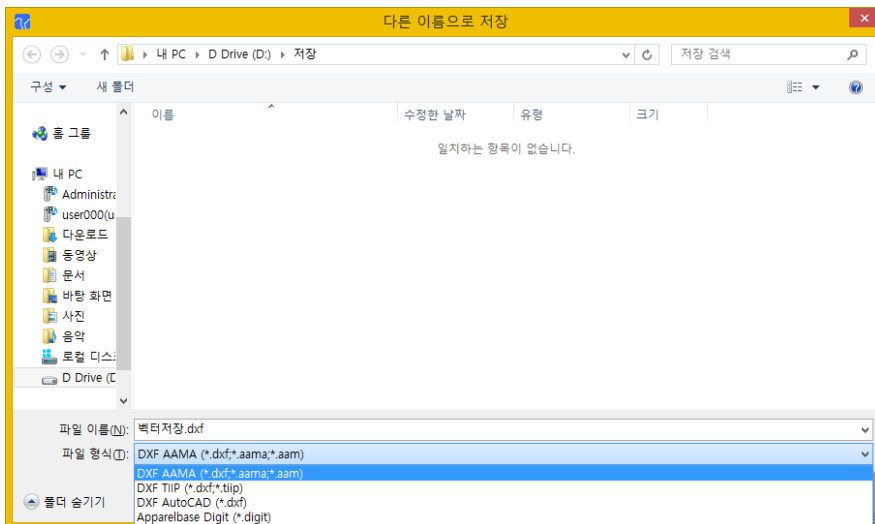 다른 이름으로 저장
내 PC ▸ D Drive (D:) ▸ 저장
저장 검색
구성
새 폴더
이름
수정한 날짜
유형
크기
일치하는 항목이 없습니다.
홈 그룹
내 PC
Administra
user000(u
다운로드
동영상
문서
바탕 화면
사진
음악
로컬 디스
D Drive (D
파일 이름(N): 벡터저장.dxf
파일 형식(T): DXF AAMA (*.dxf;*.aama;*.aam)
DXF AAMA (*.dxf;*.aama;*.aam)
DXF TIIP (*.dxf;*.tiip)
DXF AutoCAD (*.dxf)
Apparelbase Digit (*.digit)
폴더 숨기기